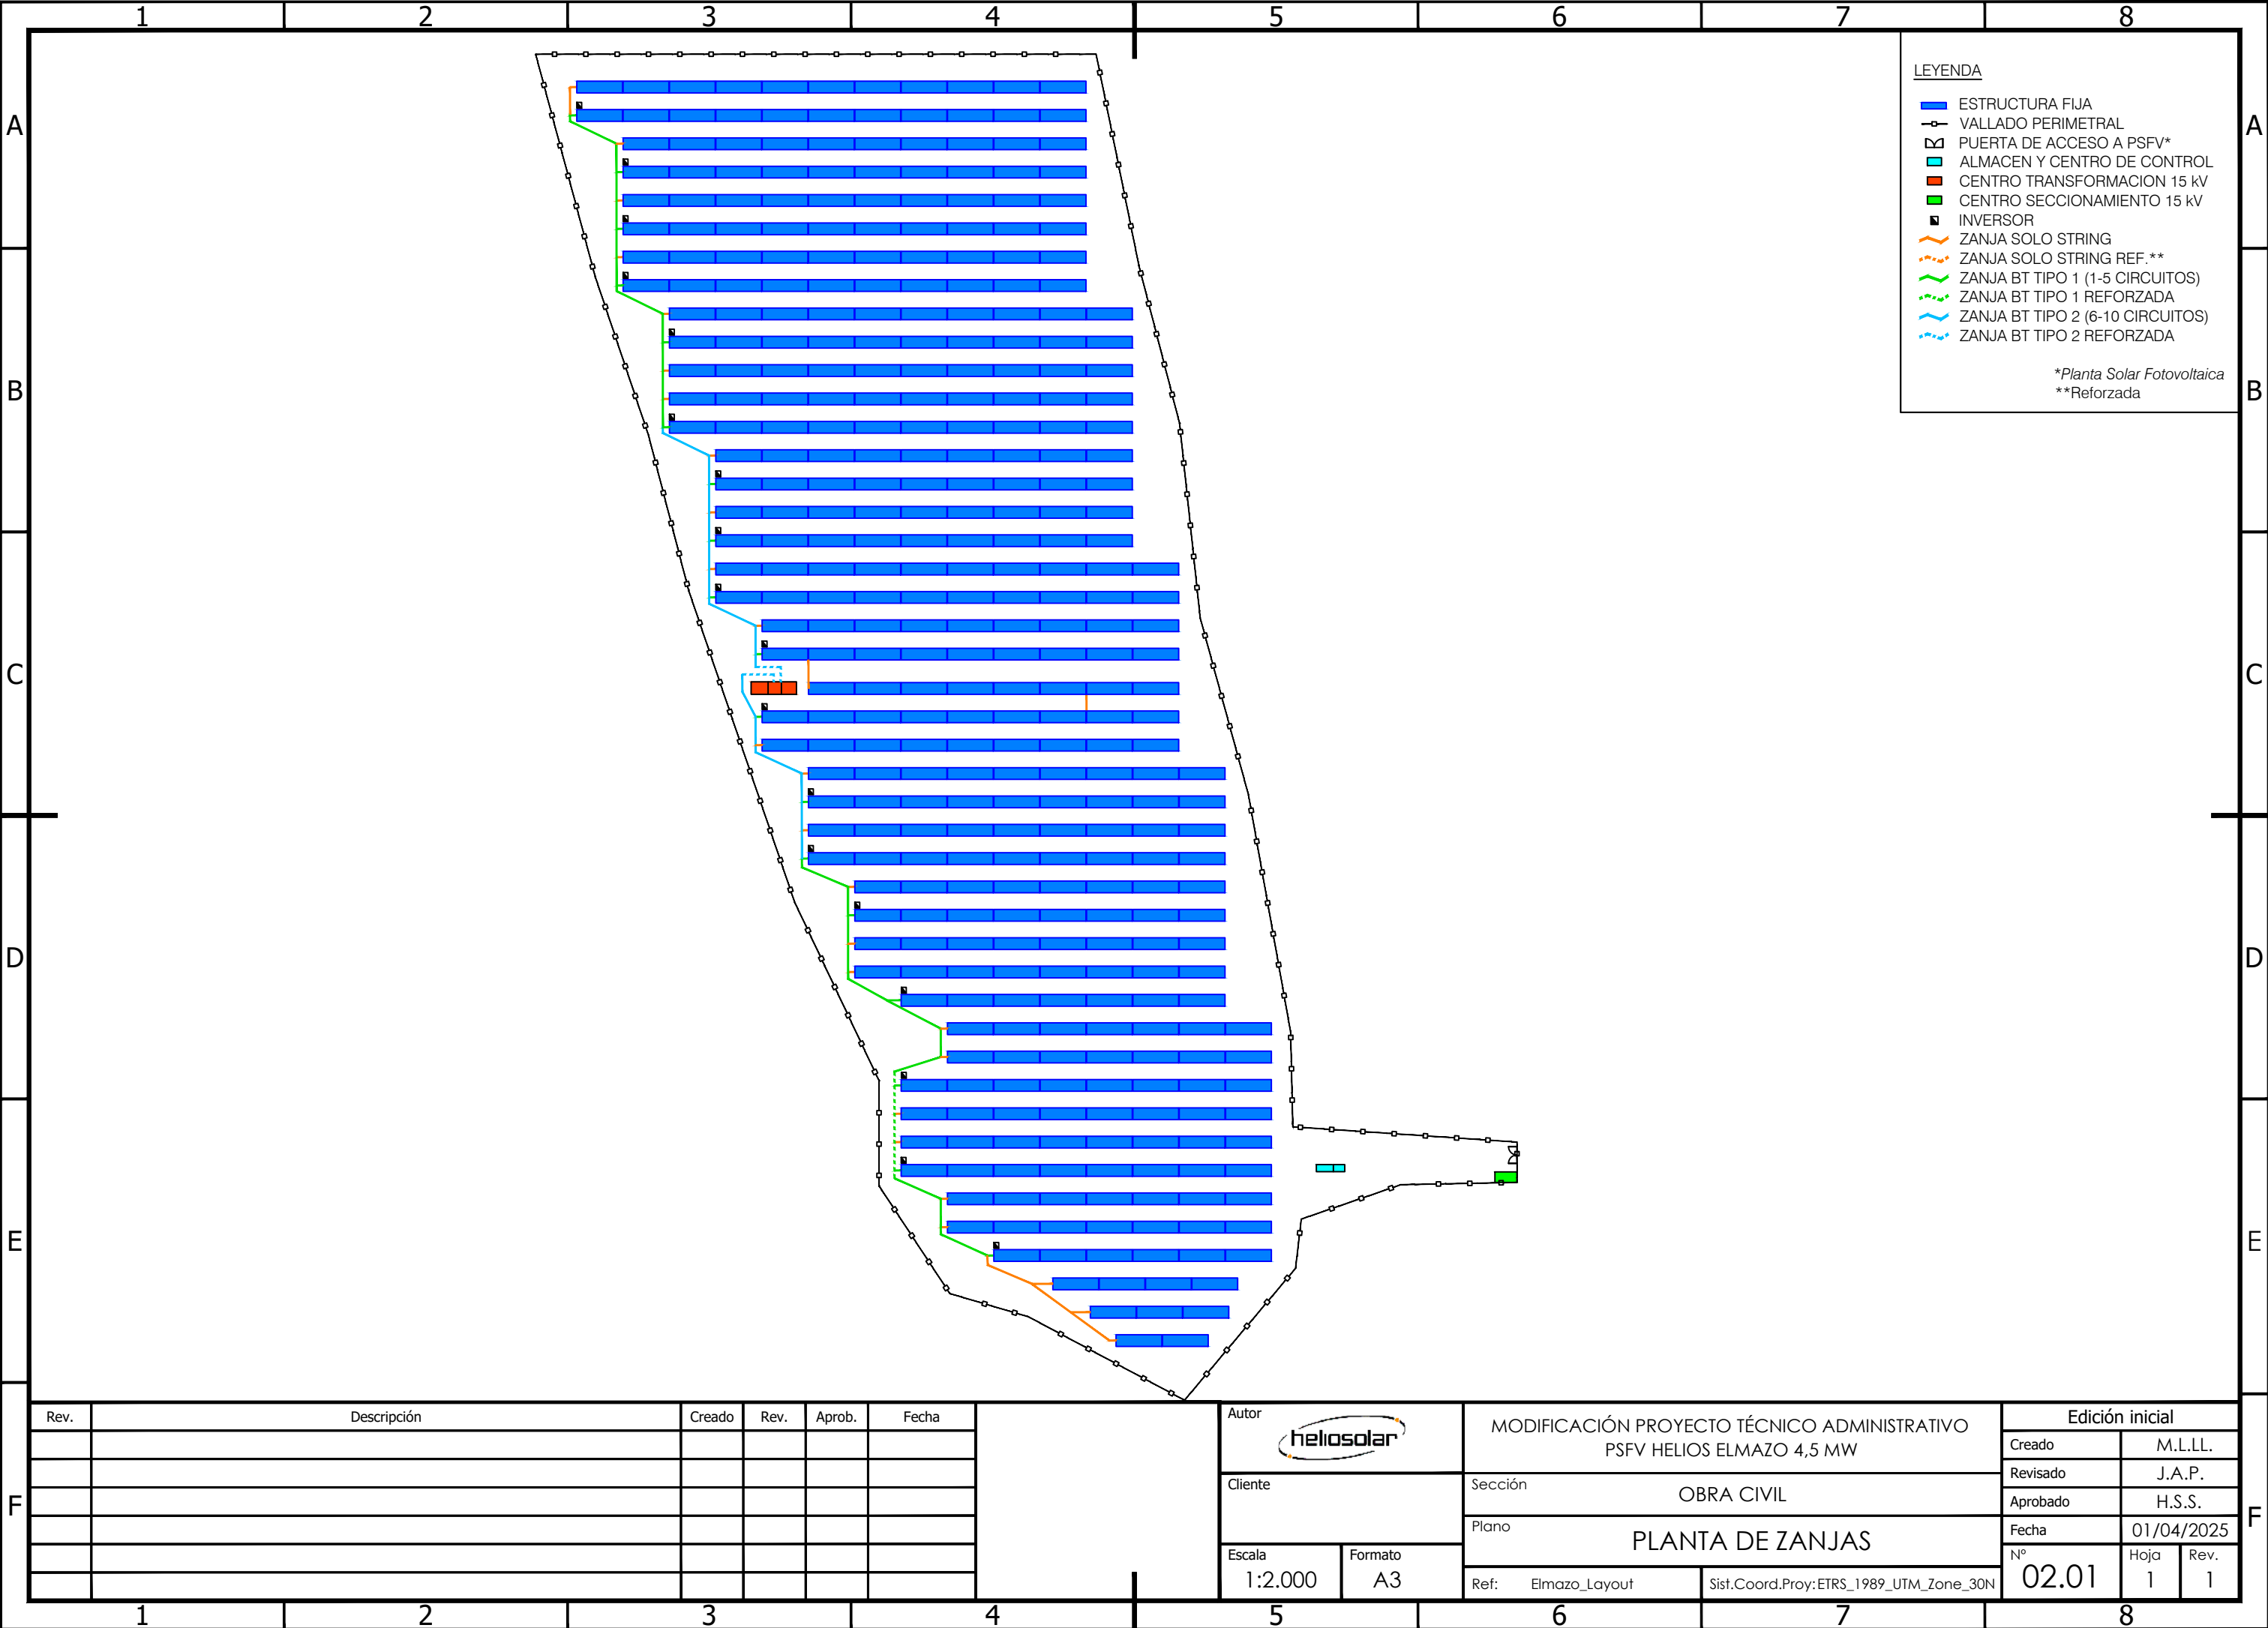 1 2 3 4 5 6 7 8
A A
B B
C C
D D
E E
F F
LEYENDA
ESTRUCTURA FIJA
VALLADO PERIMETRAL
PUERTA DE ACCESO A PSFV*
ALMACEN Y CENTRO DE CONTROL
CENTRO TRANSFORMACION 15 kV
CENTRO SECCIONAMIENTO 15 kV
INVERSOR
ZANJA SOLO STRING
ZANJA SOLO STRING REF.**
ZANJA BT TIPO 1 (1-5 CIRCUITOS)
ZANJA BT TIPO 1 REFORZADA
ZANJA BT TIPO 2 (6-10 CIRCUITOS)
ZANJA BT TIPO 2 REFORZADA
*Planta Solar Fotovoltaica
**Reforzada
Rev. Descripción Creado Rev. Aprob. Fecha
Autor
heliosolar
Cliente
Escala
1:2.000
Formato
A3
MODIFICACIÓN PROYECTO TÉCNICO ADMINISTRATIVO
PSFV HELIOS ELMAZO 4,5 MW
Sección
OBRA CIVIL
Plano
PLANTA DE ZANJAS
Ref: Elmazo_Layout
Sist.Coord.Proy: ETRS_1989_UTM_Zone_30N
Edición inicial
Creado M.L.LL.
Revisado J.A.P.
Aprobado H.S.S.
Fecha 01/04/2025
Nº
02.01
Hoja
1
Rev.
1
1 2 3 4 5 6 7 8